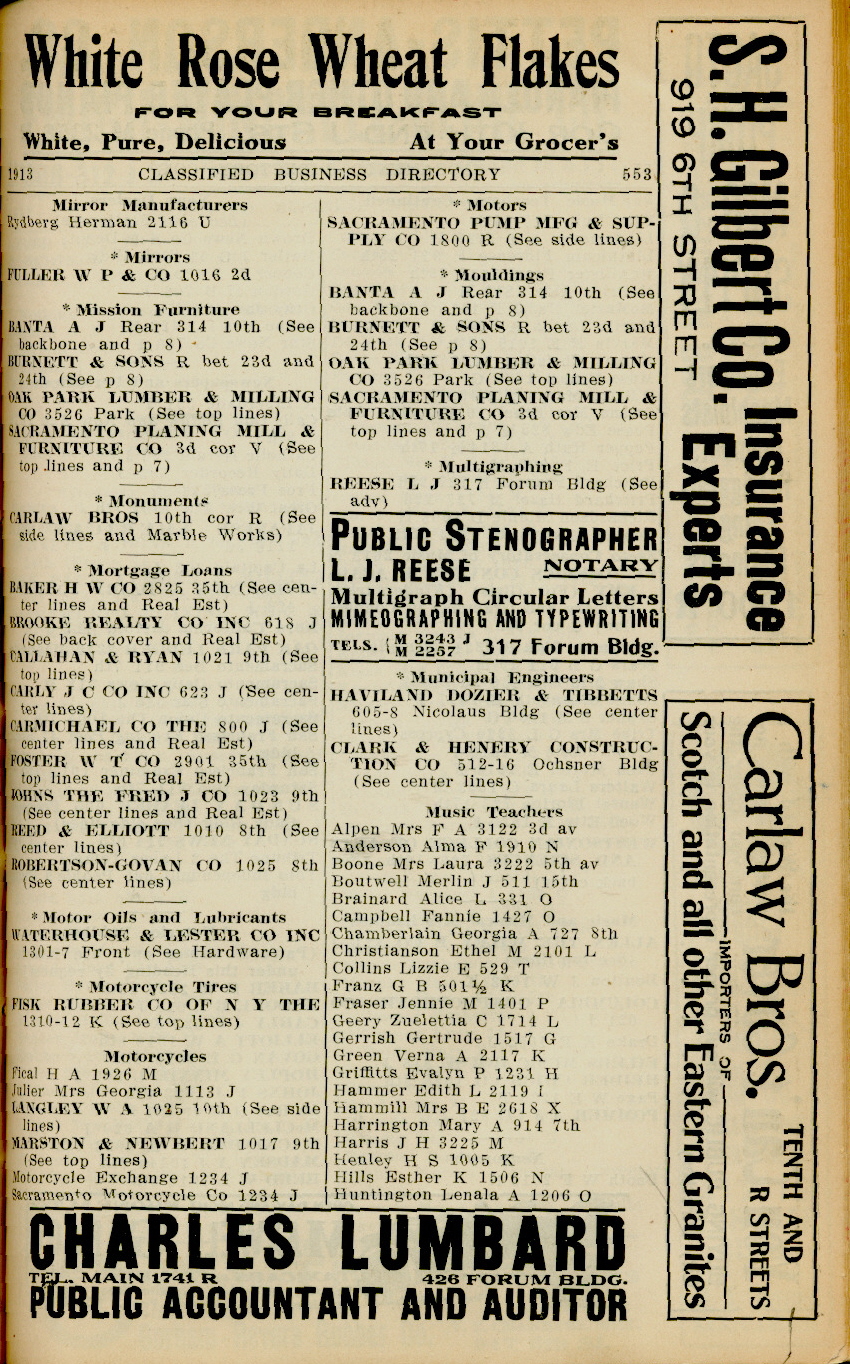 White Rose Wheat Flakes
FOR YOUR BREAKFAST
White, Pure, Delicious At Your Grocer's
1913 CLASSIFIED BUSINESS DIRECTORY 553
Mirror Manufacturers
Rydberg Herman 2116 U
* Mirrors
FULLER W P & CO 1016 2d
* Mission Furniture
BANTA A J Rear 314 10th (See
backbone and p 8)
BURNETT & SONS R bet 23d and
24th (See p 8)
OAK PARK LUMBER & MILLING
CO 3526 Park (See top lines)
SACRAMENTO PLANING MILL &
FURNITURE CO 3d cor V (See
top lines and p 7)
* Monuments
CARLAW BROS 10th cor R (See
side lines and Marble Works)
* Mortgage Loans
BAKER H W CO 2825 35th (See cen-
ter lines and Real Est)
BROOKE REALTY CO INC 618 J
(See back cover and Real Est)
CALLAHAN & RYAN 1021 9th (See
top lines)
CARLY J C CO INC 623 J (See cen-
ter lines)
CARMICHAEL CO THE 800 J (See
center lines and Real Est)
FOSTER W T CO 2901 35th (See
top lines and Real Est)
JOHNS THE FRED J CO 1023 9th
(See center lines and Real Est)
REED & ELLIOTT 1010 8th (See
center lines)
ROBERTSON-GOVAN CO 1025 8th
(See center lines)
* Motor Oils and Lubricants
WATERHOUSE & LESTER CO INC
1301-7 Front (See Hardware)
* Motorcycle Tires
FISK RUBBER CO OF N Y THE
1310-12 K (See top lines)
Motorcycles
Fical H A 1926 M
Julier Mrs Georgia 1113 J
LANGLEY W A 1025 10th (See side
lines)
MARSTON & NEWBERT 1017 9th
(See top lines)
Motorcycle Exchange 1234 J
Sacramento Motorcycle Co 1234 J
* Motors
SACRAMENTO PUMP MFG & SUP-
PLY CO 1800 R (See side lines)
* Mouldings
BANTA A J Rear 314 10th (See
backbone and p 8)
BURNETT & SONS R bet 23d and
24th (See p 8)
OAK PARK LUMBER & MILLING
CO 3526 Park (See top lines)
SACRAMENTO PLANING MILL &
FURNITURE CO 3d cor V (See
top lines and p 7)
* Multigraphing
REESE L J 317 Forum Bldg (See
adv)
PUBLIC STENOGRAPHER
L. J. REESE NOTARY
Multigraph Circular Letters
MIMEOGRAPHING AND TYPEWRITING
TELS. { M 3243 J
M 2257 317 Forum Bldg.
* Municipal Engineers
HAVILAND DOZIER & TIBBETTS
605-8 Nicolaus Bldg (See center
lines)
CLARK & HENERY CONSTRUC-
TION CO 512-16 Ochsner Bldg
(See center lines)
Music Teachers
Alpen Mrs F A 3122 3d av
Anderson Alma F 1910 N
Boone Mrs Laura 3222 5th av
Boutwell Merlin J 511 15th
Brainard Alice L 331 O
Campbell Fannie 1427 O
Chamberlain Georgia A 727 8th
Christianson Ethel M 2101 L
Collins Lizzie E 529 T
Franz G B 501½ K
Fraser Jennie M 1401 P
Geery Zuelettia C 1714 L
Gerrish Gertrude 1517 G
Green Verna A 2117 K
Griffitts Evalyn P 1231 H
Hammer Edith L 2119 I
Hammill Mrs B E 2618 X
Harrington Mary A 914 7th
Harris J H 3225 M
Henley H S 1005 K
Hills Esther K 1506 N
Huntington Lenala A 1206 O
S. H. Gilbert Co. Insurance Experts
919 6TH STREET
Carlaw Bros. TENTH AND R STREETS
IMPORTERS OF
Scotch and all other Eastern Granites
CHARLES LUMBARD
TEL. MAIN 1741 R 426 FORUM BLDG.
PUBLIC ACCOUNTANT AND AUDITOR